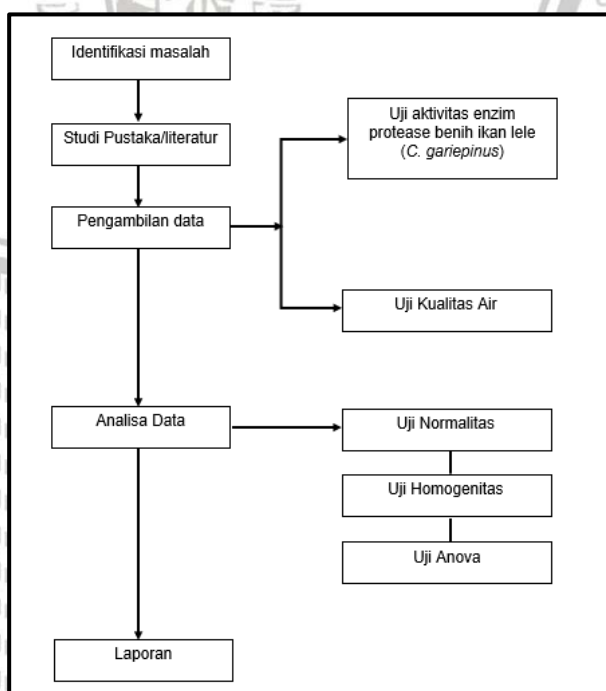 Identifikasi masalah
Studi Pustaka/literatur
Uji aktivitas enzim
protease benih ikan lele
(C. gariepinus)
Pengambilan data
Uji Kualitas Air
Analisa Data
Uji Normalitas
Uji Homogenitas
Uji Anova
Laporan